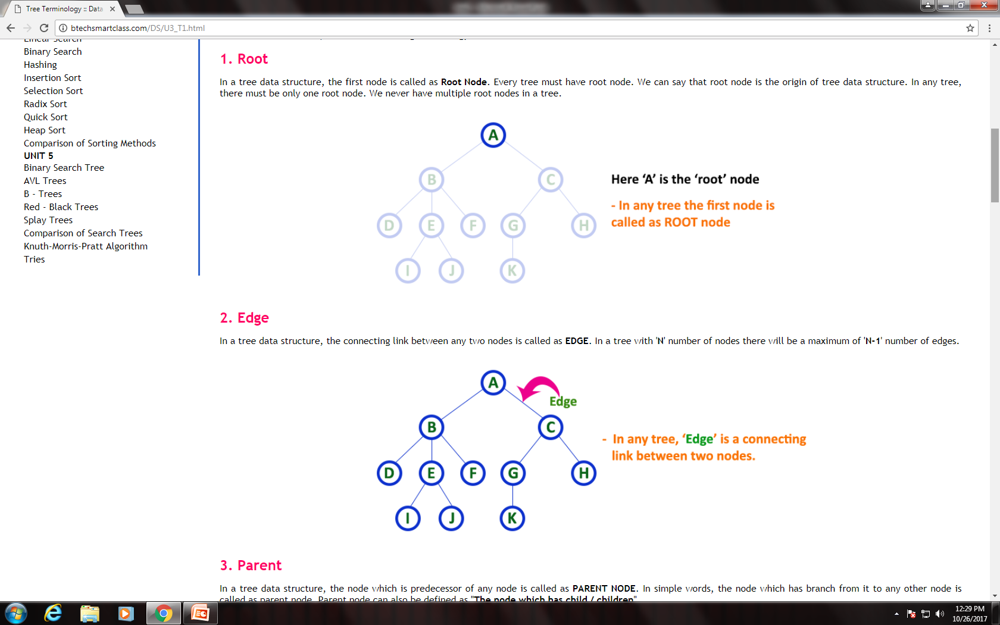 Tree Terminology :: Data
btechsmartclass.com/DS/U3_T1.html
Linear Search
Binary Search
Hashing
Insertion Sort
Selection Sort
Radix Sort
Quick Sort
Heap Sort
Comparison of Sorting Methods
UNIT 5
Binary Search Tree
AVL Trees
B - Trees
Red - Black Trees
Splay Trees
Comparison of Search Trees
Knuth-Morris-Pratt Algorithm
Tries
1. Root
In a tree data structure, the first node is called as Root Node. Every tree must have root node. We can say that root node is the origin of tree data structure. In any tree,
there must be only one root node. We never have multiple root nodes in a tree.
A
B C
D E F G H
I J K
Here ‘A’ is the ‘root’ node
- In any tree the first node is
called as ROOT node
2. Edge
In a tree data structure, the connecting link between any two nodes is called as EDGE. In a tree with 'N' number of nodes there will be a maximum of 'N-1' number of edges.
A
Edge
B C
D E F G H
I J K
- In any tree, ‘Edge’ is a connecting
link between two nodes.
3. Parent
In a tree data structure, the node which is predecessor of any node is called as PARENT NODE. In simple words, the node which has branch from it to any other node is
called as parent node. Parent node can also be defined as "The node which has child / children".
12:29 PM
10/26/2017